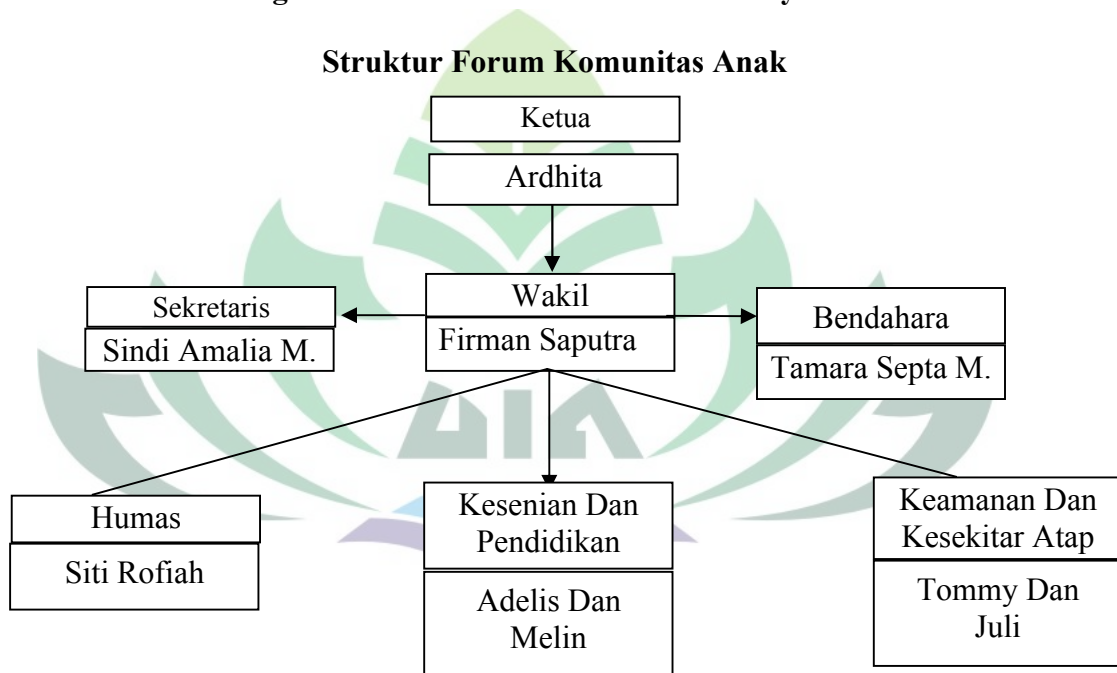 Struktur Forum Komunitas Anak
Ketua
Ardhita
Wakil
Firman Saputra
Sekretaris
Sindi Amalia M.
Bendahara
Tamara Septa M.
Humas
Siti Rofiah
Kesenian Dan
Pendidikan
Adelis Dan
Melin
Keamanan Dan
Kesekitar Atap
Tommy Dan
Juli